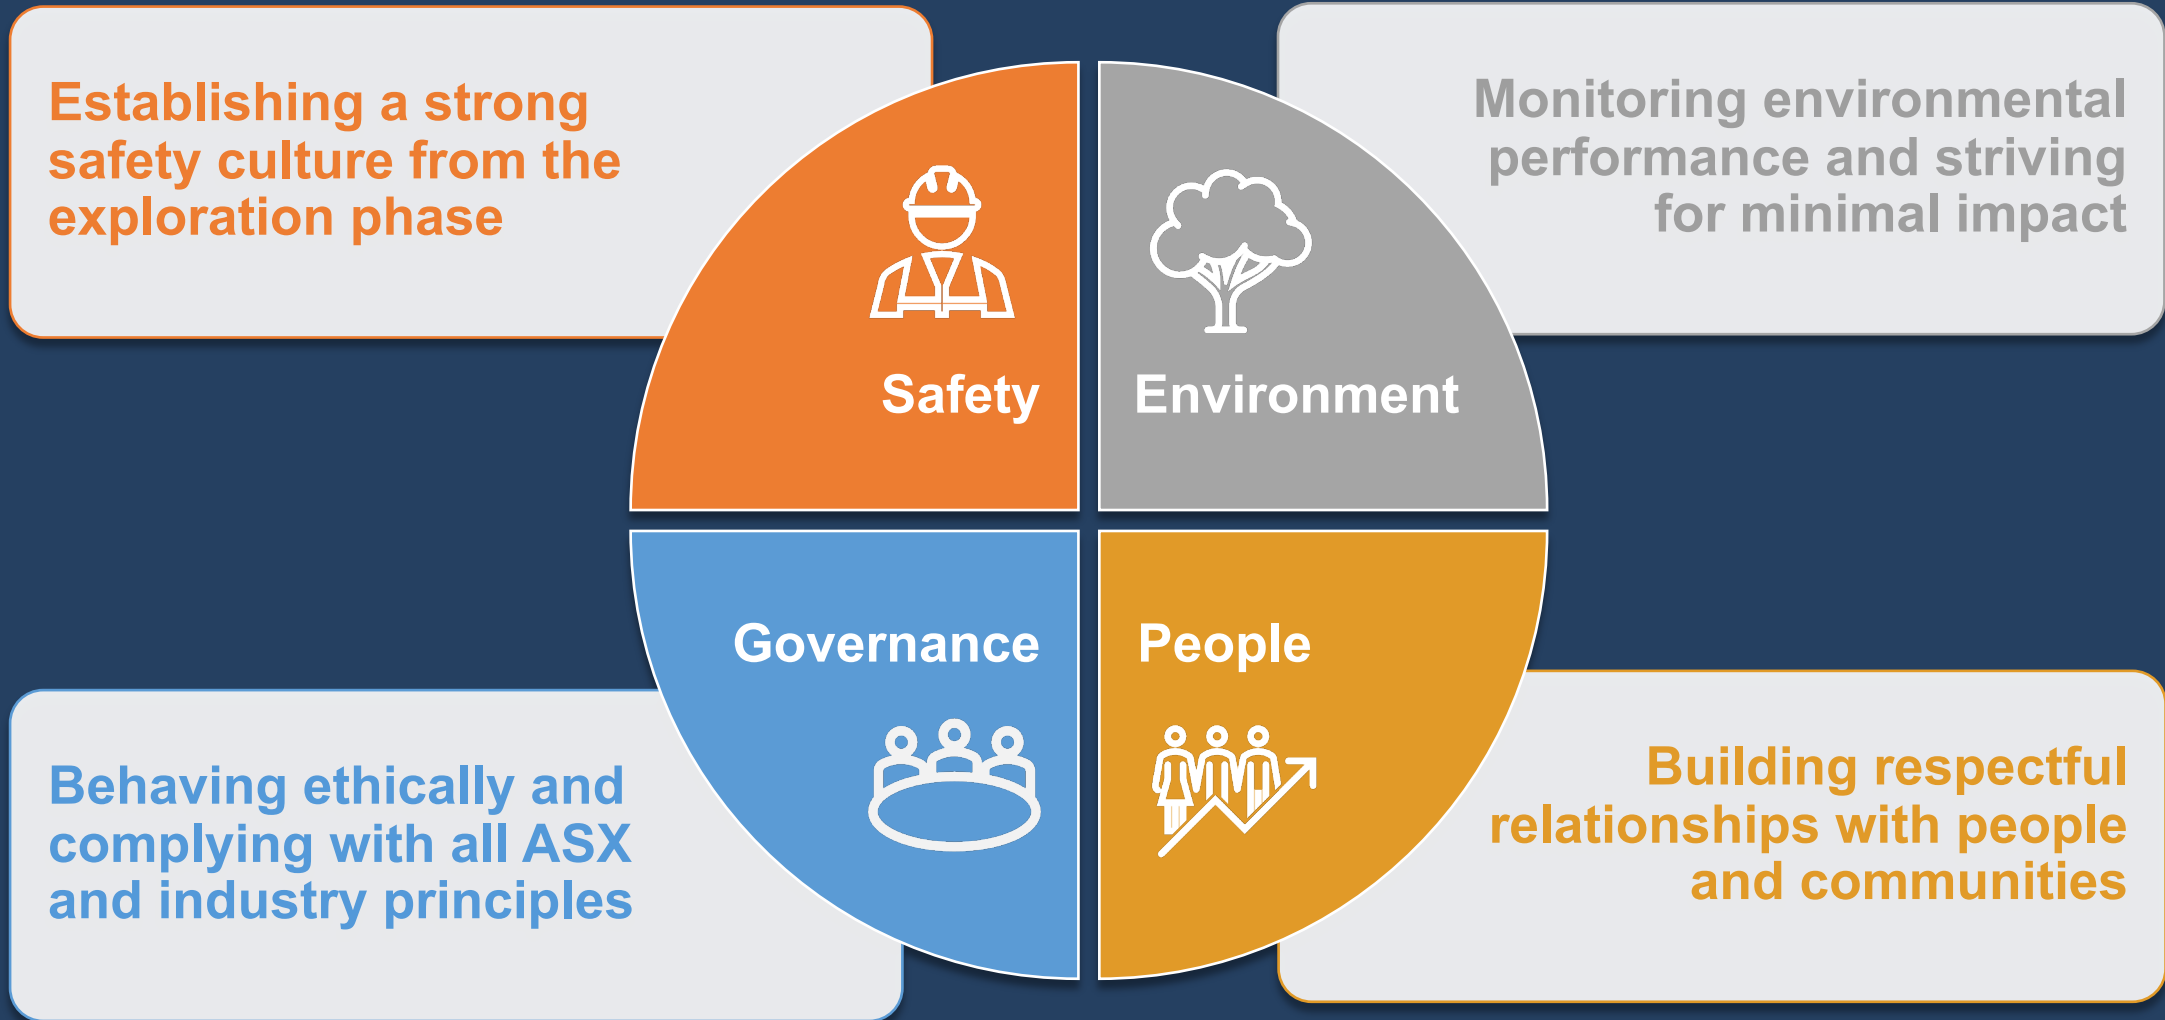 Establishing a strong
safety culture from the
exploration phase
Monitoring environmental
performance and striving
for minimal impact
Safety
Environment
Governance
People
Behaving ethically and
complying with all ASX
and industry principles
Building respectful
relationships with people
and communities